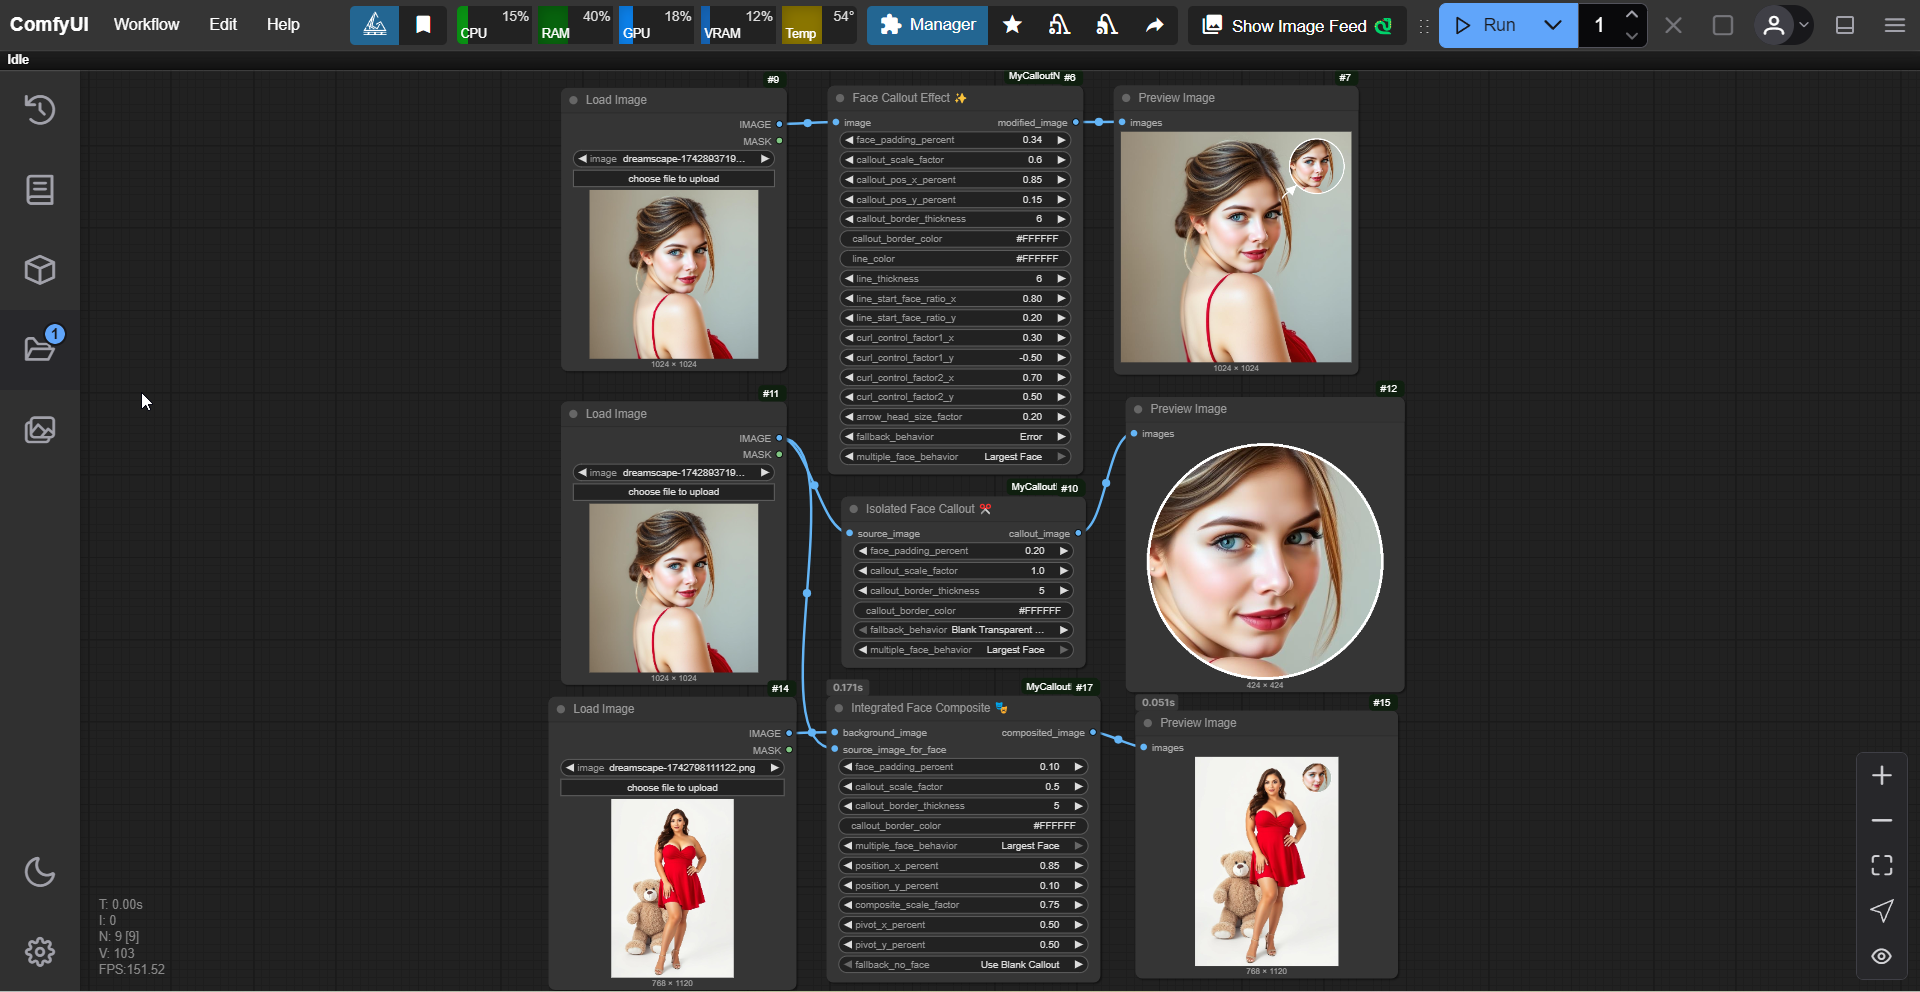 ComfyUI Workflow Edit Help
CPU 15% RAM 40% GPU 18% VRAM 12% Temp 54°
Manager
Show Image Feed
Run 1
Idle
1
#9
Load Image
IMAGE
MASK
image dreamscape-1742893719...
choose file to upload
1024 × 1024
MyCalloutN #6
Face Callout Effect ✨
image modified_image
face_padding_percent 0.34
callout_scale_factor 0.6
callout_pos_x_percent 0.85
callout_pos_y_percent 0.15
callout_border_thickness 6
callout_border_color #FFFFFF
line_color #FFFFFF
line_thickness 6
line_start_face_ratio_x 0.80
line_start_face_ratio_y 0.20
curl_control_factor1_x 0.30
curl_control_factor1_y -0.50
curl_control_factor2_x 0.70
curl_control_factor2_y 0.50
arrow_head_size_factor 0.20
fallback_behavior Error
multiple_face_behavior Largest Face
#7
Preview Image
images
1024 × 1024
#11
Load Image
IMAGE
MASK
image dreamscape-1742893719...
choose file to upload
1024 × 1024
MyCallout #10
Isolated Face Callout ✂️
source_image callout_image
face_padding_percent 0.20
callout_scale_factor 1.0
callout_border_thickness 5
callout_border_color #FFFFFF
fallback_behavior Blank Transparent ...
multiple_face_behavior Largest Face
#12
Preview Image
images
424 × 424
#14
Load Image
IMAGE
MASK
image dreamscape-1742798111122.png
choose file to upload
768 × 1120
0.171s MyCallout #17
Integrated Face Composite 🎭
background_image composited_image
source_image_for_face
face_padding_percent 0.10
callout_scale_factor 0.5
callout_border_thickness 5
callout_border_color #FFFFFF
multiple_face_behavior Largest Face
position_x_percent 0.85
position_y_percent 0.10
composite_scale_factor 0.75
pivot_x_percent 0.50
pivot_y_percent 0.50
fallback_no_face Use Blank Callout
0.051s #15
Preview Image
images
768 × 1120
T: 0.00s
I: 0
N: 9 [9]
V: 103
FPS:151.52